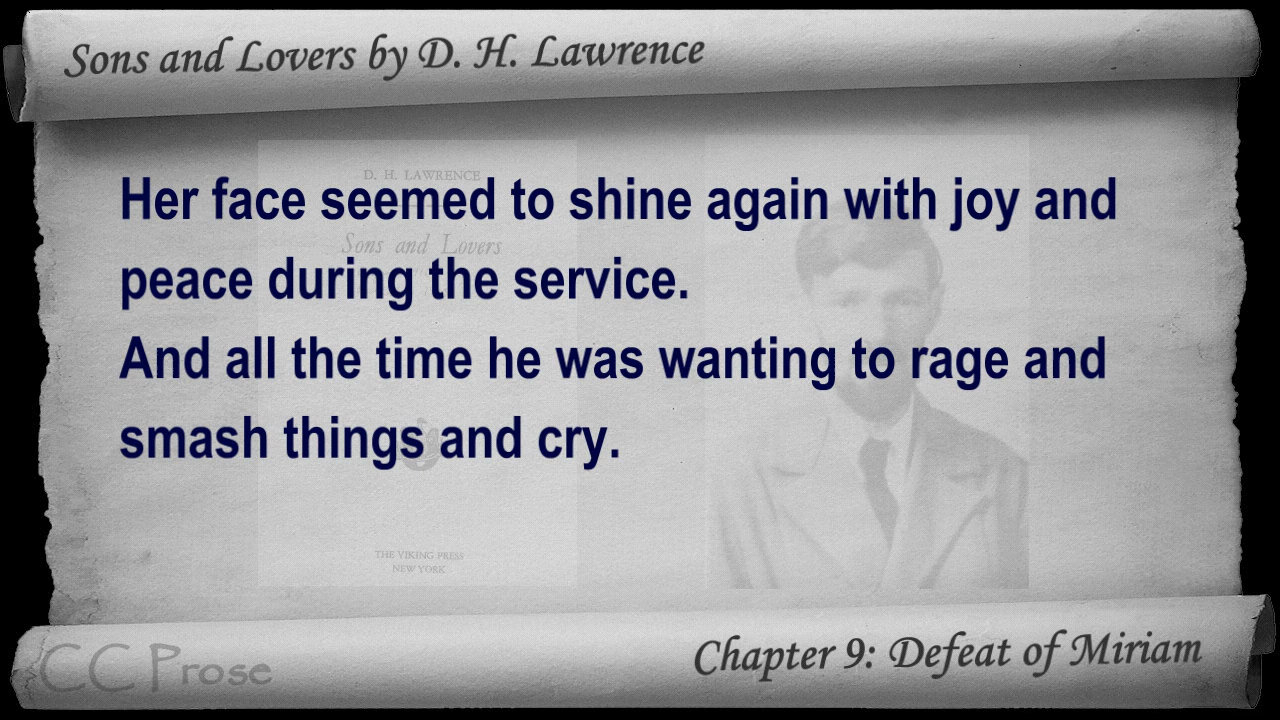 Sons and Lovers by D. H. Lawrence
D. H. LAWRENCE
Her face seemed to shine again with joy and
Sons and Lovers
peace during the service.
And all the time he was wanting to rage and
smash things and cry.
THE VIKING PRESS
NEW YORK
CC Prose
Chapter 9: Defeat of Miriam